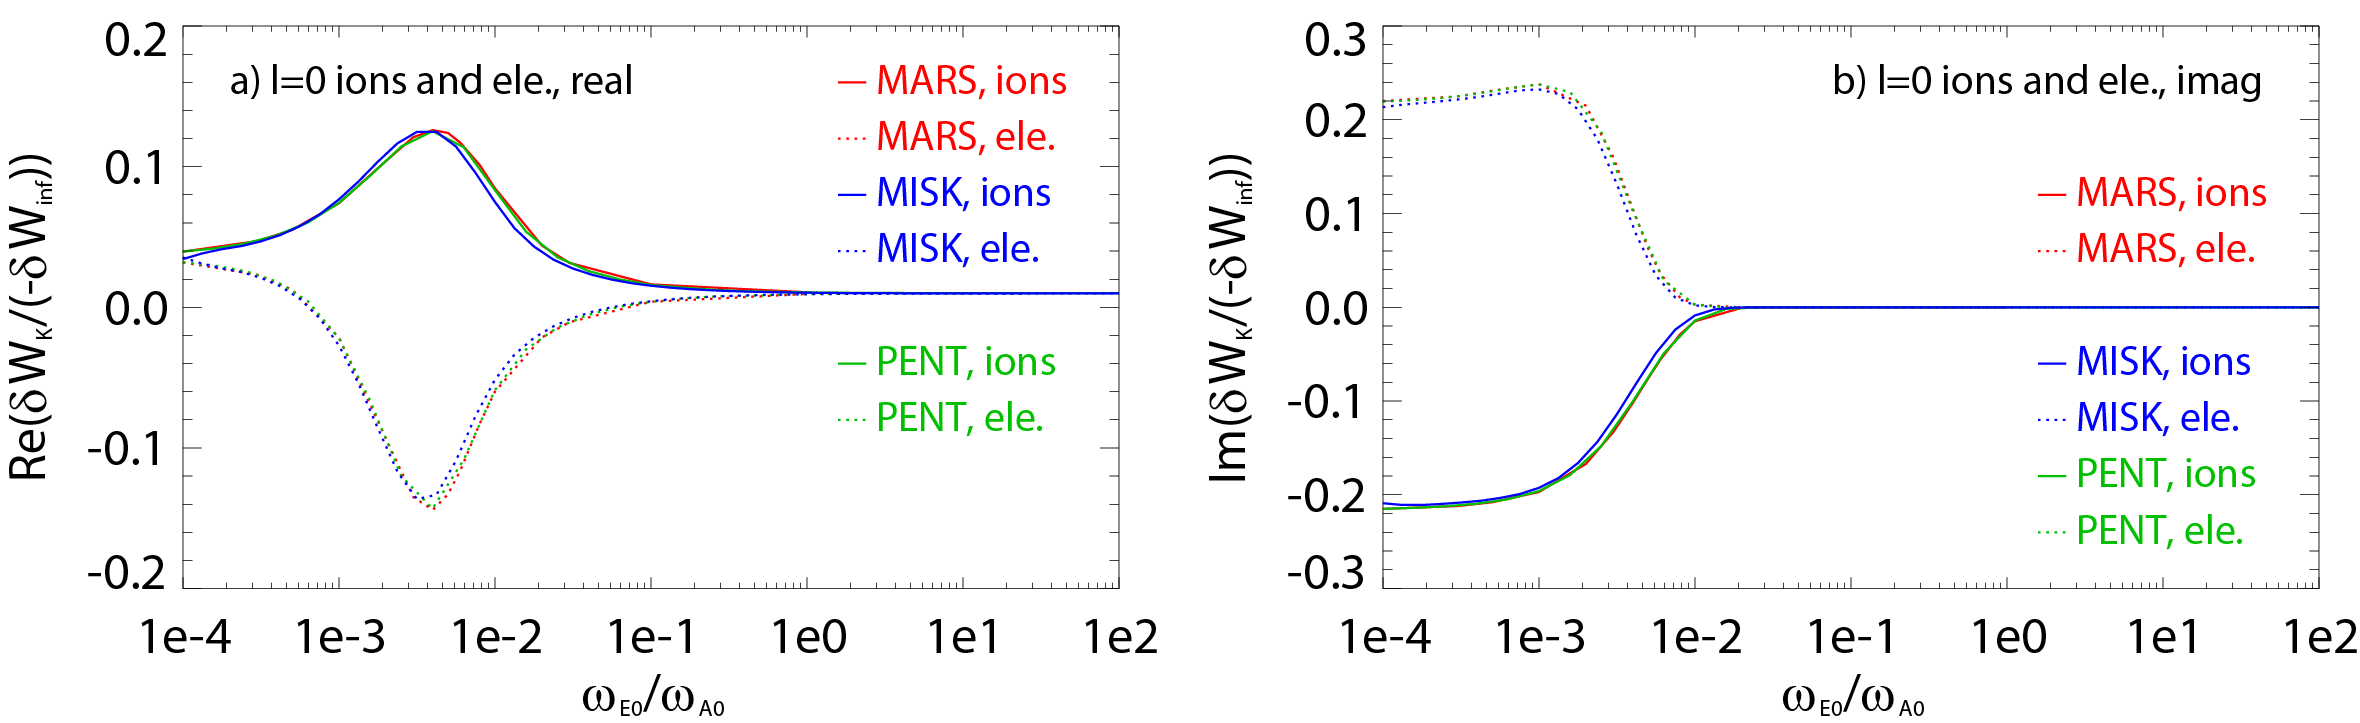 a) l=0 ions and ele., real
MARS, ions
MARS, ele.
MISK, ions
MISK, ele.
PENT, ions
PENT, ele.
0.2
0.1
0.0
-0.1
-0.2
Re(δW_K/(-δW_inf))
1e-4 1e-3 1e-2 1e-1 1e0 1e1 1e2
ω_E0/ω_A0
b) l=0 ions and ele., imag
MARS, ions
MARS, ele.
MISK, ions
MISK, ele.
PENT, ions
PENT, ele.
0.3
0.2
0.1
0.0
-0.1
-0.2
-0.3
Im(δW_K/(-δW_inf))
1e-4 1e-3 1e-2 1e-1 1e0 1e1 1e2
ω_E0/ω_A0